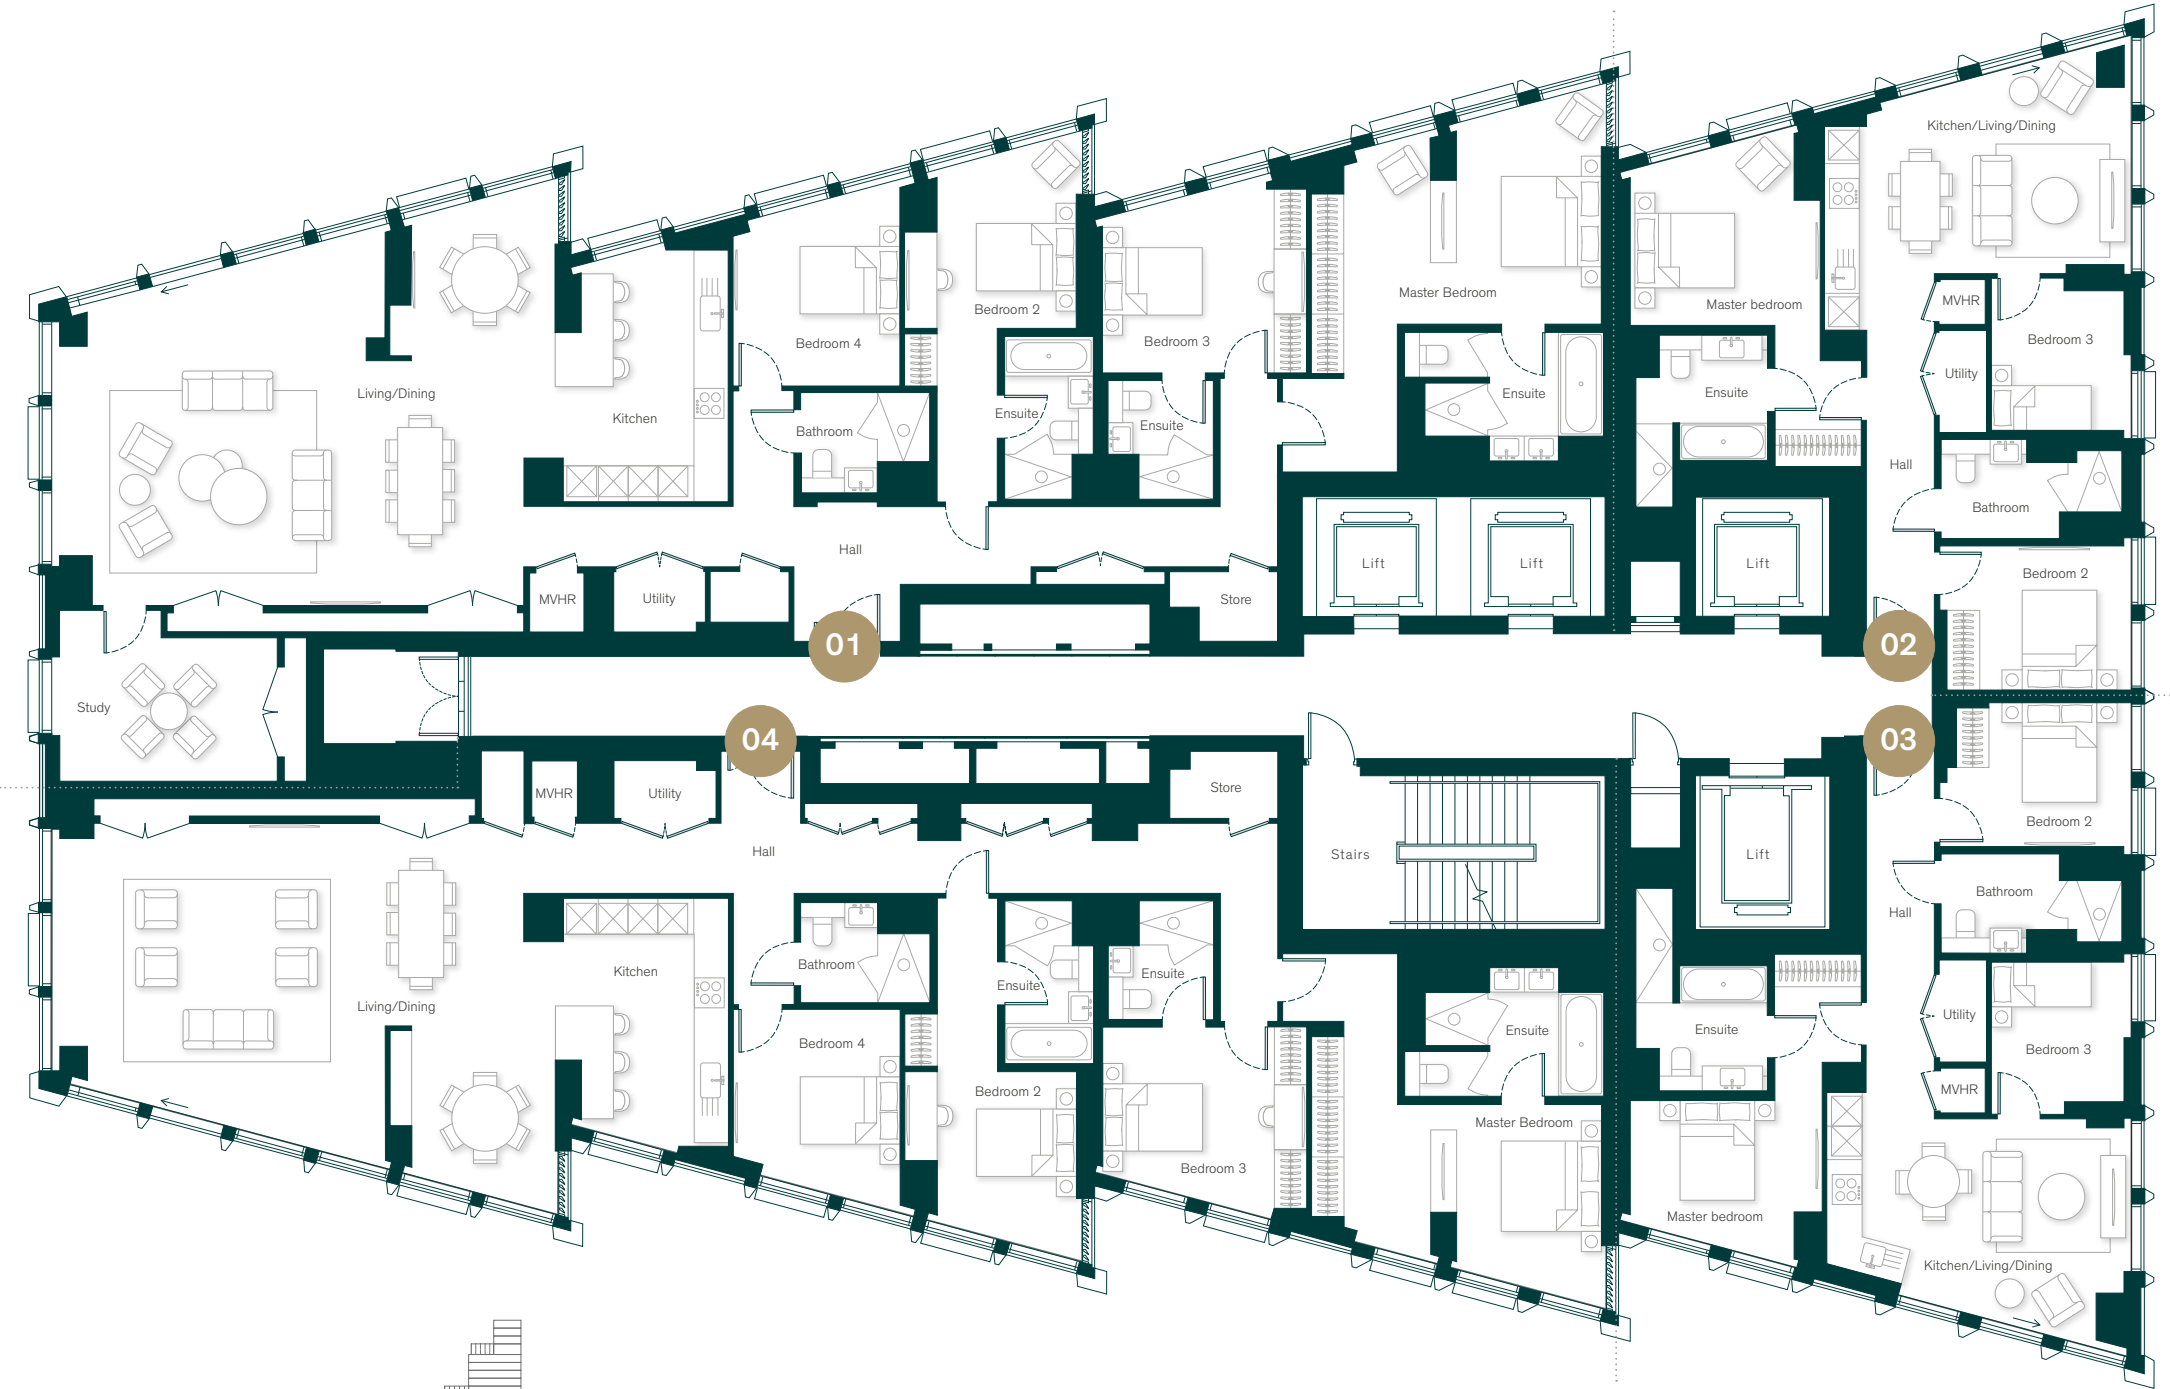 Kitchen/Living/Dining
Master Bedroom
MVHR
Master bedroom
Bedroom 2
Bedroom 4
Bedroom 3
Bedroom 3
Utility
Living/Dining
Kitchen
Ensuite
Ensuite
Ensuite
Ensuite
Bathroom
Hall
Bathroom
Hall
Lift
Lift
Lift
Bedroom 2
MVHR
Utility
Store
01
02
Study
04
03
MVHR
Utility
Store
Bedroom 2
Hall
Stairs
Lift
Bathroom
Hall
Kitchen
Bathroom
Ensuite
Ensuite
Living/Dining
Utility
Ensuite
Ensuite
Bedroom 4
Bedroom 3
Bedroom 2
MVHR
Master Bedroom
Bedroom 3
Master bedroom
Kitchen/Living/Dining